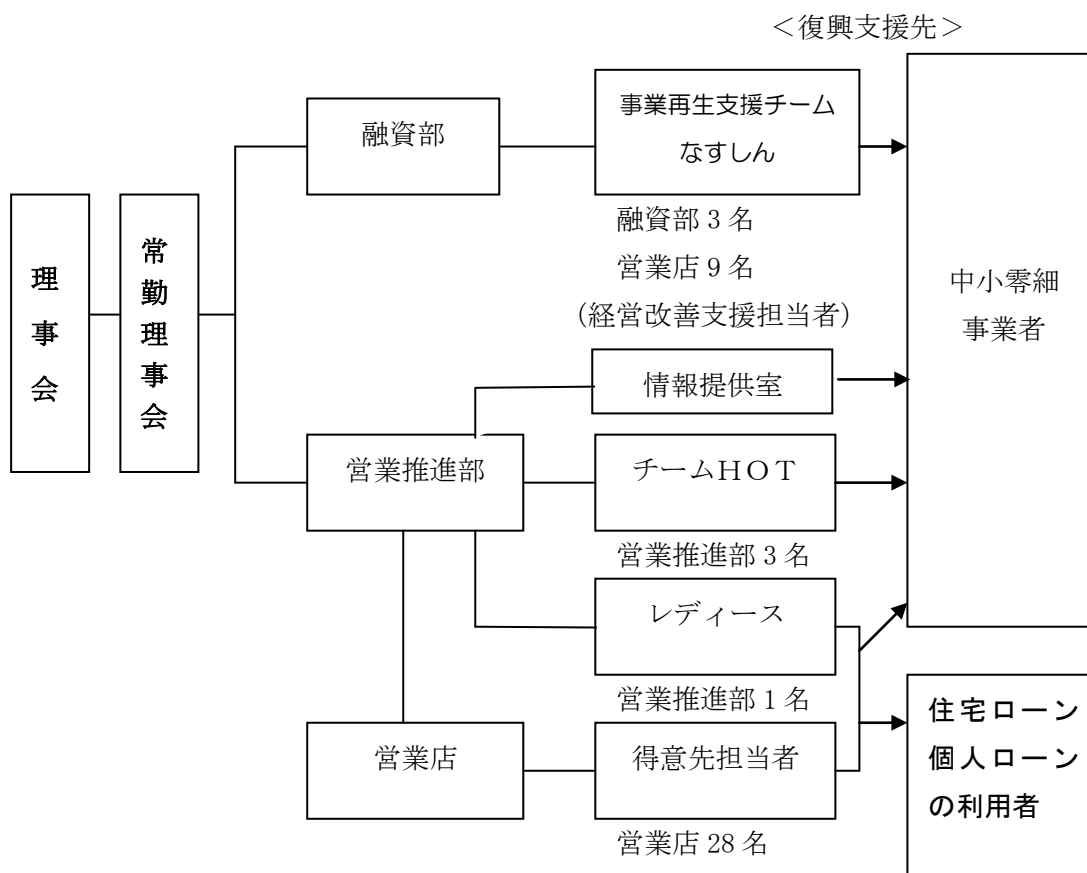 ＜復興支援先＞
理事会
常勤理事会
融資部
事業再生支援チーム
なすしん
融資部 3 名
営業店 9 名
(経営改善支援担当者)
中小零細
事業者
情報提供室
営業推進部
チームＨＯＴ
営業推進部 3 名
レディース
営業推進部 1 名
営業店
得意先担当者
営業店 28 名
住宅ローン
個人ローン
の利用者